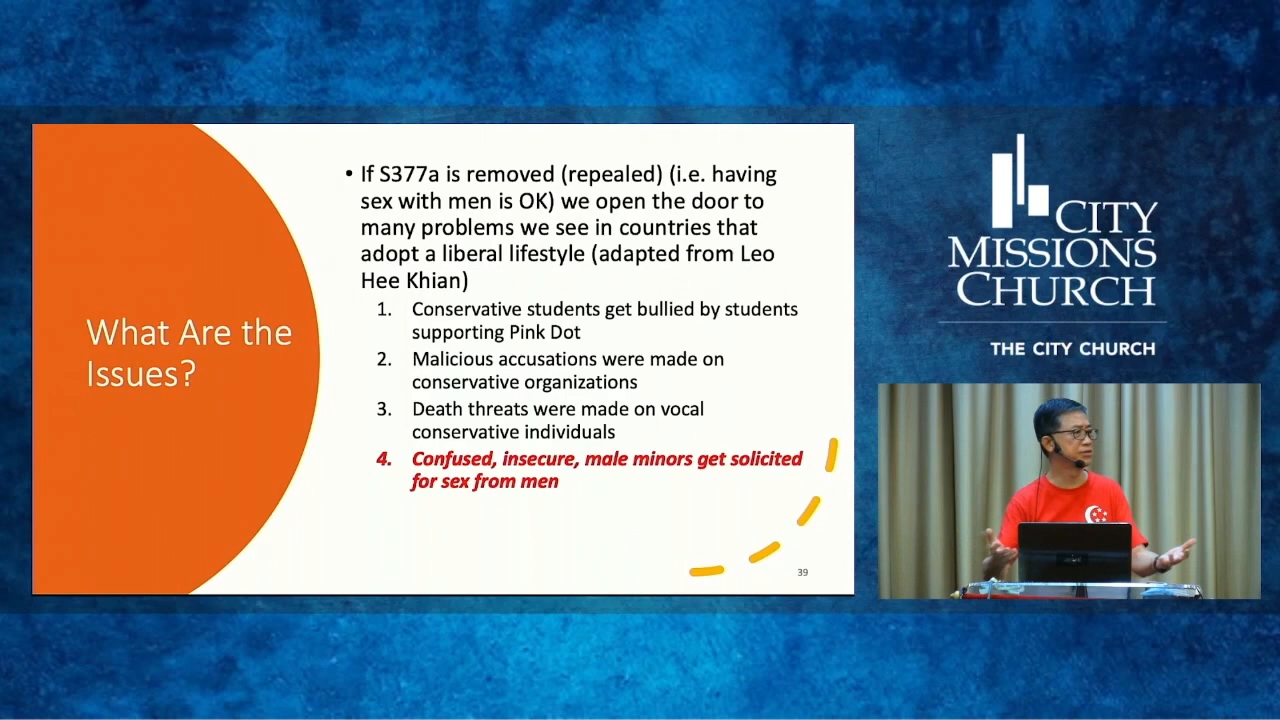 What Are the
Issues?
• If S377a is removed (repealed) (i.e. having
sex with men is OK) we open the door to
many problems we see in countries that
adopt a liberal lifestyle (adapted from Leo
Hee Khian)
1. Conservative students get bullied by students
supporting Pink Dot
2. Malicious accusations were made on
conservative organizations
3. Death threats were made on vocal
conservative individuals
4. Confused, insecure, male minors get solicited
for sex from men
39
CITY
MISSIONS
CHURCH
THE CITY CHURCH